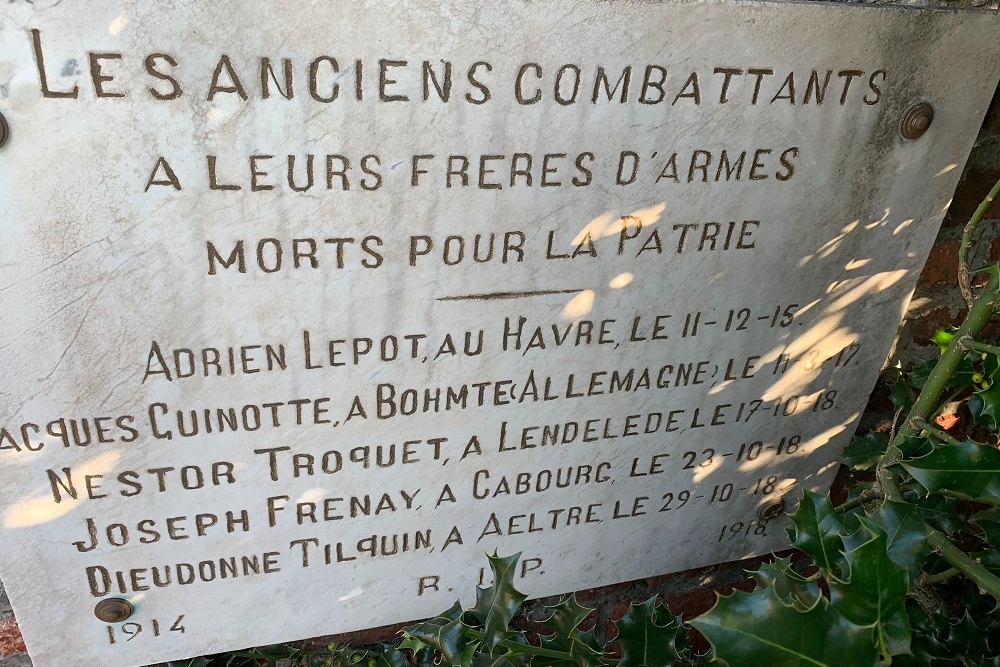 LES ANCIENS COMBATTANTS
A LEURS FRERES D'ARMES
MORTS POUR LA PATRIE
ADRIEN LEPOT, AU HAVRE, LE 11-12-15.
ACQUES GUINOTTE, A BOHMTE (ALLEMAGNE) LE 11-3-17.
NESTOR TROQUET, A LENDELEDE, LE 17-10-18.
JOSEPH FRENAY, A CABOURG, LE 23-10-18.
DIEUDONNE TILQUIN, A AELTRE, LE 29-10-18.
R. I. P.
1914 1918.